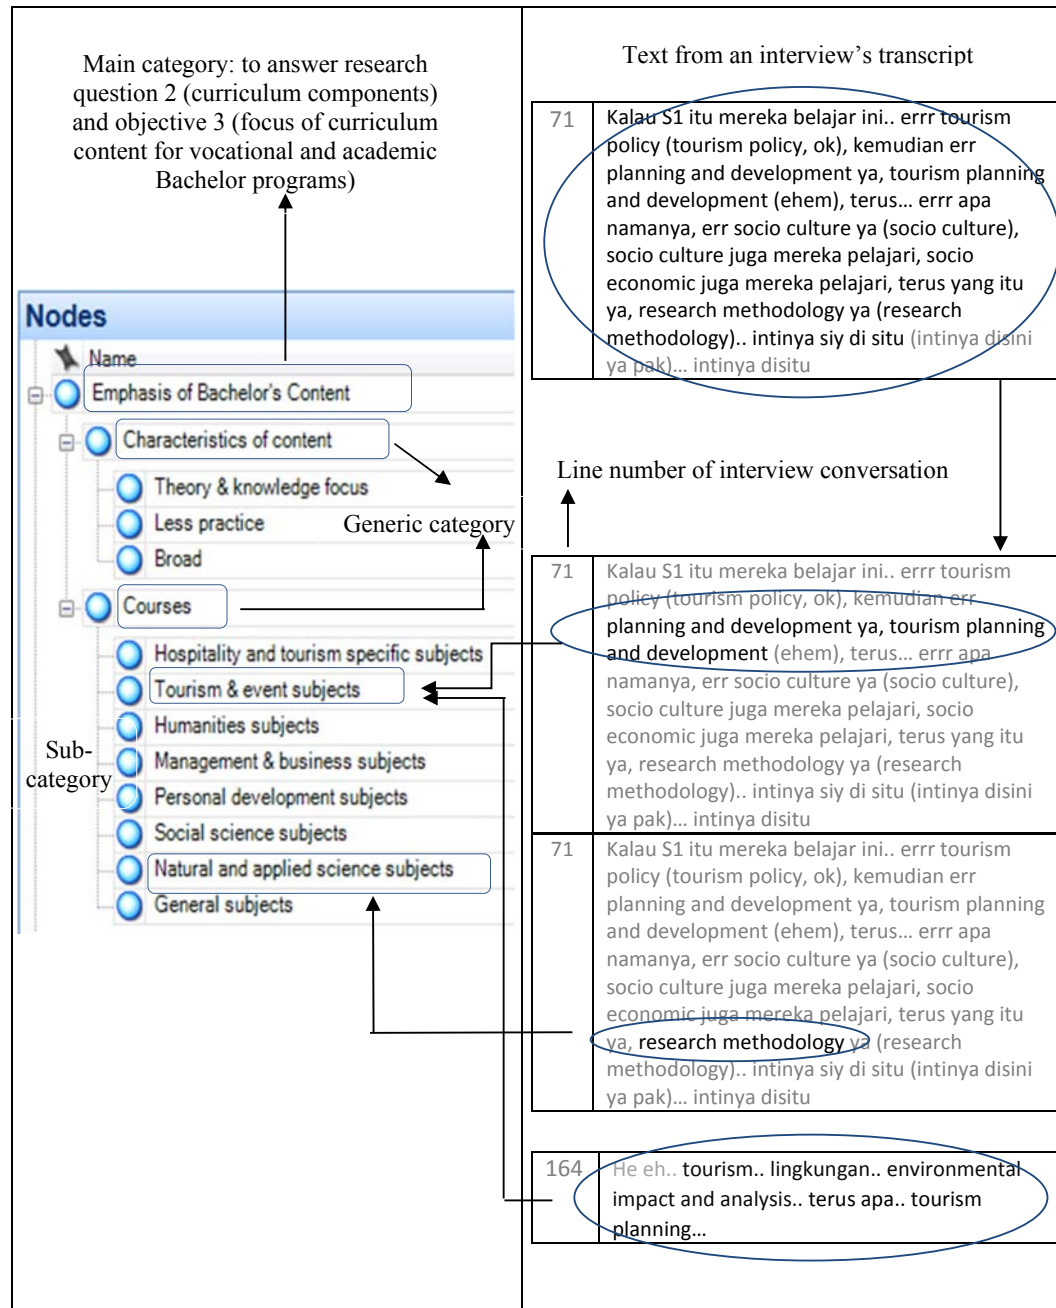 Main category: to answer research
question 2 (curriculum components)
and objective 3 (focus of curriculum
content for vocational and academic
Bachelor programs)
Nodes
Name
Emphasis of Bachelor's Content
Characteristics of content
Theory & knowledge focus
Less practice
Generic category
Broad
Courses
Hospitality and tourism specific subjects
Tourism & event subjects
Humanities subjects
Sub-
category
Management & business subjects
Personal development subjects
Social science subjects
Natural and applied science subjects
General subjects
Text from an interview's transcript
71
Kalau S1 itu mereka belajar ini.. errr tourism
policy (tourism policy, ok), kemudian err
planning and development ya, tourism planning
and development (ehem), terus... errr apa
namanya, err socio culture ya (socio culture),
socio culture juga mereka pelajari, socio
economic juga mereka pelajari, terus yang itu
ya, research methodology ya (research
methodology).. intinya siy di situ (intinya disini
ya pak)... intinya disitu
Line number of interview conversation
71
Kalau S1 itu mereka belajar ini.. errr tourism
policy (tourism policy, ok), kemudian err
planning and development ya, tourism planning
and development (ehem), terus... errr apa
namanya, err socio culture ya (socio culture),
socio culture juga mereka pelajari, socio
economic juga mereka pelajari, terus yang itu
ya, research methodology ya (research
methodology).. intinya siy di situ (intinya disini
ya pak)... intinya disitu
71
Kalau S1 itu mereka belajar ini.. errr tourism
policy (tourism policy, ok), kemudian err
planning and development ya, tourism planning
and development (ehem), terus... errr apa
namanya, err socio culture ya (socio culture),
socio culture juga mereka pelajari, socio
economic juga mereka pelajari, terus yang itu
ya, research methodology ya (research
methodology).. intinya siy di situ (intinya disini
ya pak)... intinya disitu
164
He eh.. tourism.. lingkungan.. environmental
impact and analysis.. terus apa.. tourism
planning...